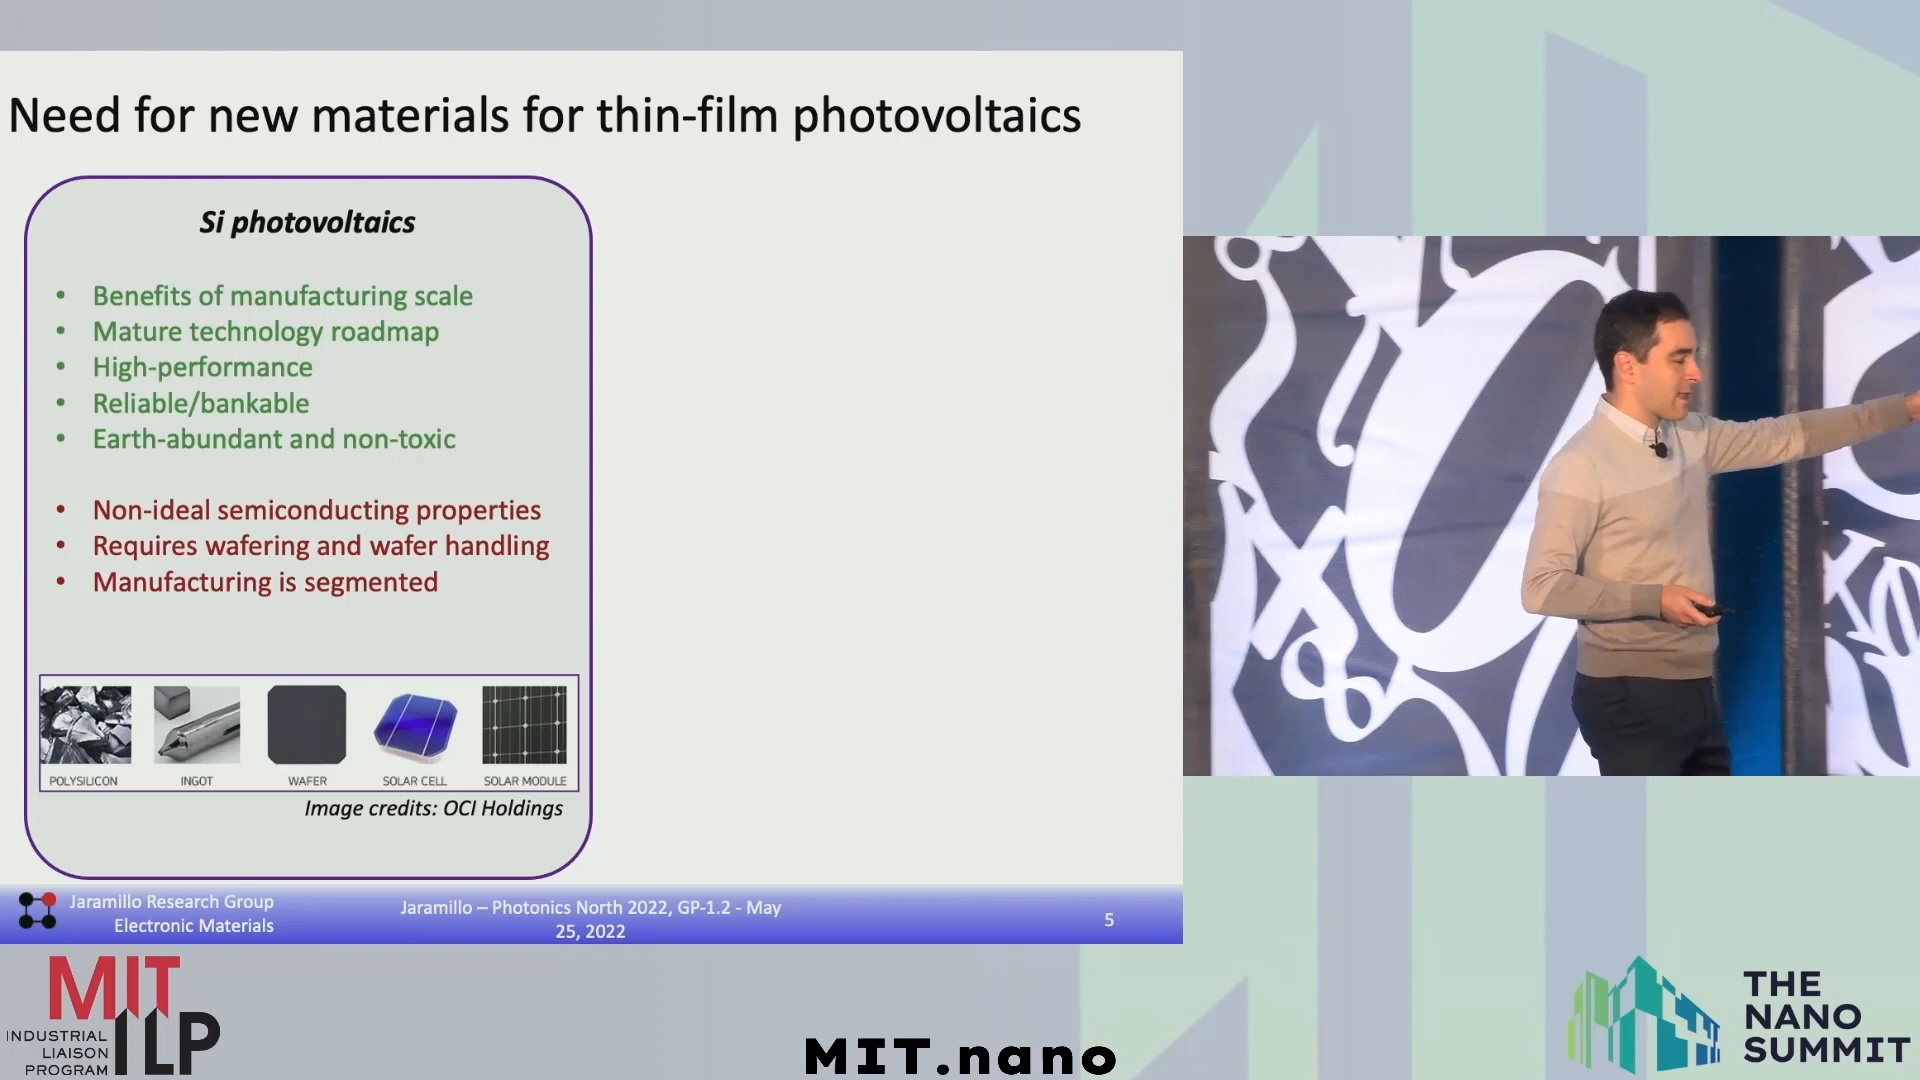 Need for new materials for thin-film photovoltaics
Si photovoltaics
• Benefits of manufacturing scale
• Mature technology roadmap
• High-performance
• Reliable/bankable
• Earth-abundant and non-toxic
• Non-ideal semiconducting properties
• Requires wafering and wafer handling
• Manufacturing is segmented
POLYSILICON INGOT WAFER SOLAR CELL SOLAR MODULE
Image credits: OCI Holdings
Jaramillo Research Group
Electronic Materials
Jaramillo – Photonics North 2022, GP-1.2 - May
25, 2022
5
MIT
ILP
INDUSTRIAL
LIAISON
PROGRAM
MIT.nano
THE
NANO
SUMMIT